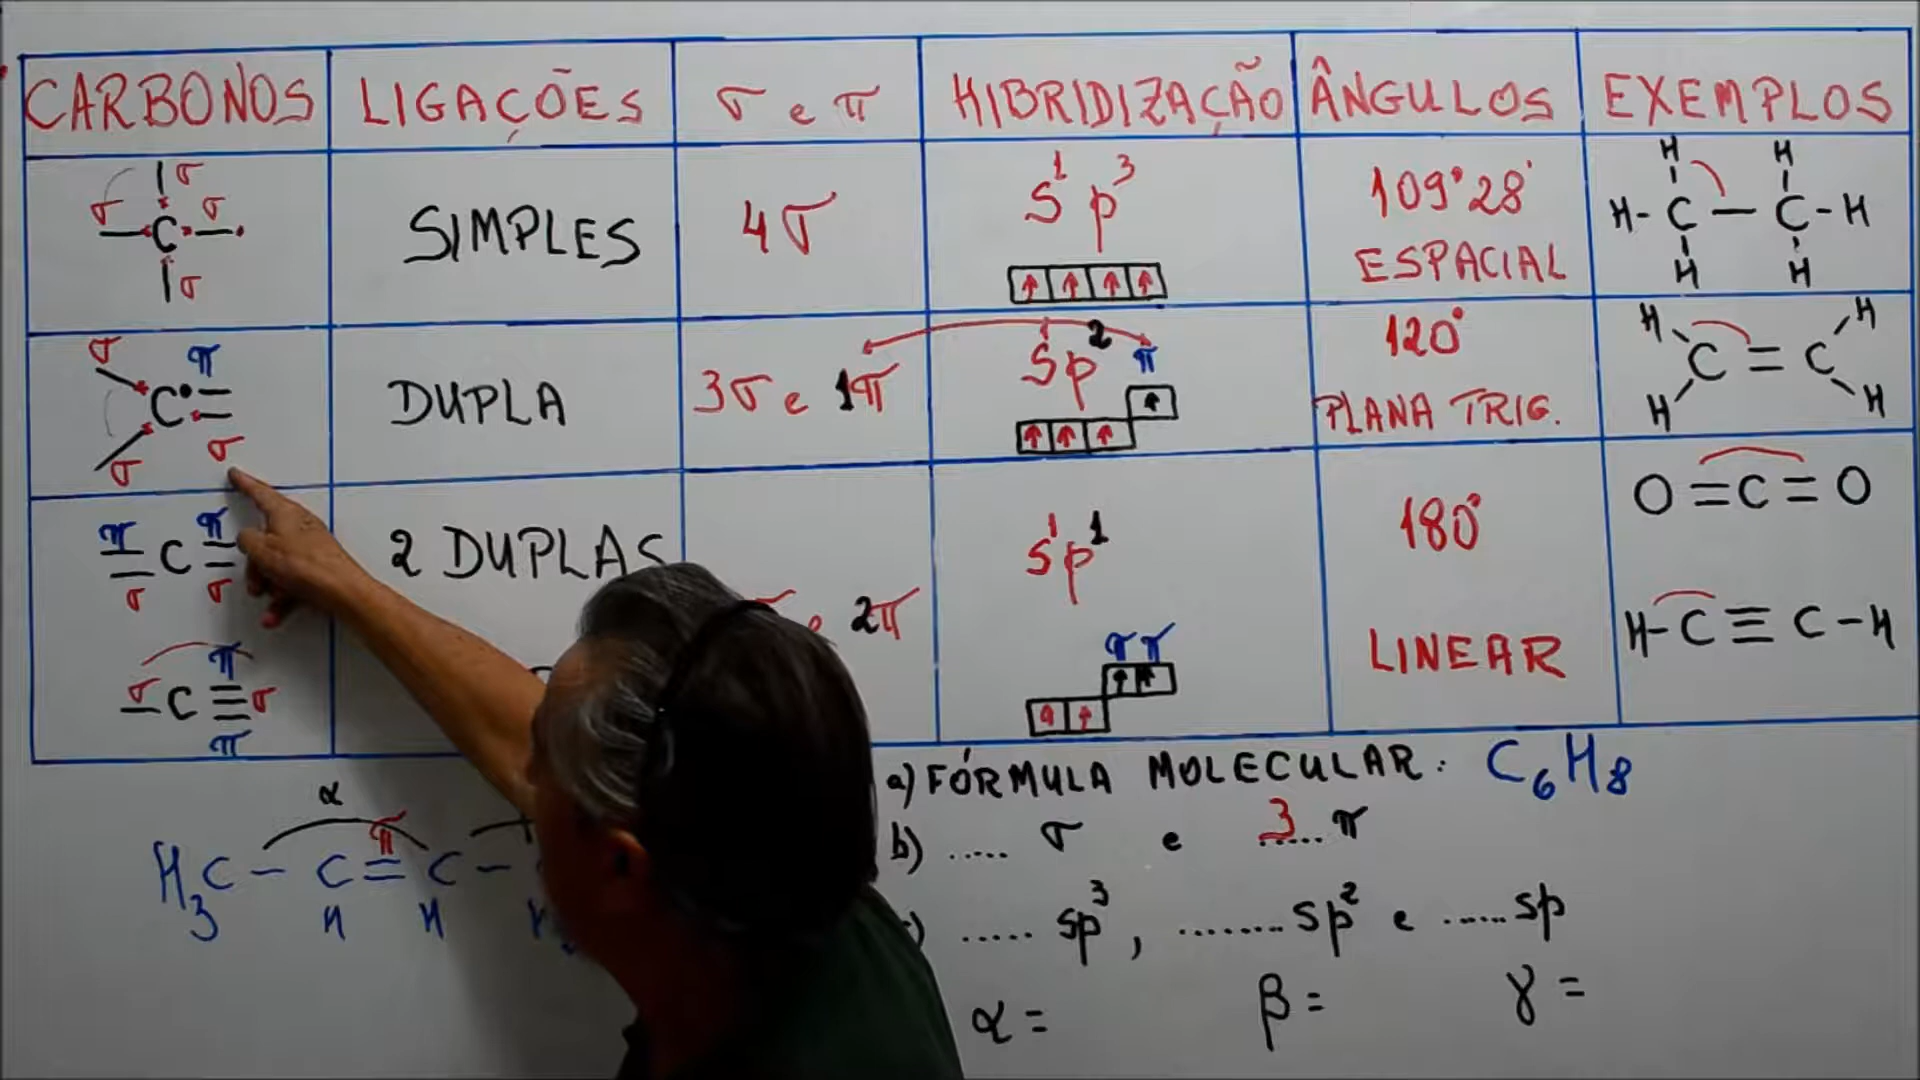 CARBONOS LIGAÇÕES σ e π HIBRIDIZAÇÃO ÂNGULOS EXEMPLOS
σ
σ C σ
σ
SIMPLES
4σ
s¹p³
↑ ↑ ↑ ↑
109°28'
ESPACIAL
H H
H-C—C-H
H H
σ π
C
σ σ
DUPLA
3σ e 1π
s¹p² π
↑ ↑ ↑ ↑
120°
PLANA TRIG.
H H
C=C
H H
π C π
σ σ
2 DUPLAS
e 2π
s¹p¹
π π
↑ ↑
↑ ↑
180°
LINEAR
O=C=O
H-C≡C-H
π
σ -C≡ σ
π
α
π
H₃C-C=C-
H H
a) FÓRMULA MOLECULAR: C₆H₈
b) ..... σ e ..3... π
..... sp³, ........ sp² e ...... sp
α= β= γ=